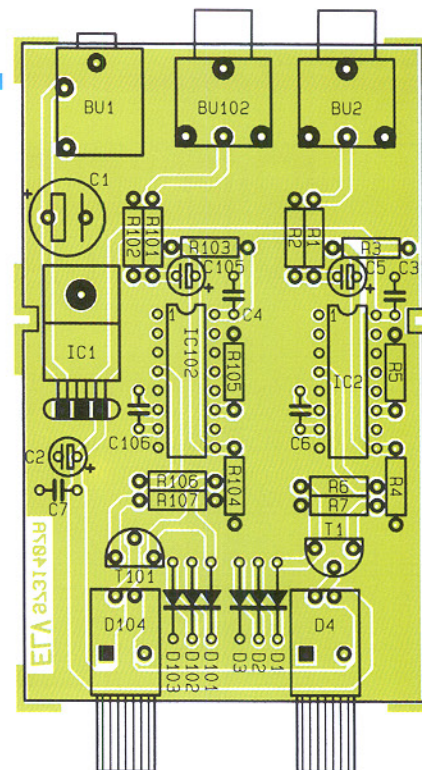 BU1
BU102
BU2
+
C1
R102
R101
R103
C105
+
R2
R1
R3
C5
+
C3
C4
1
IC102
1
IC2
IC1
R105
R5
C106
C6
C2
+
C7
R106
R107
R104
R6
R7
R4
T101
T1
D104
D103
D102
D101
D3
D2
D1
D4
ELV 9731407A